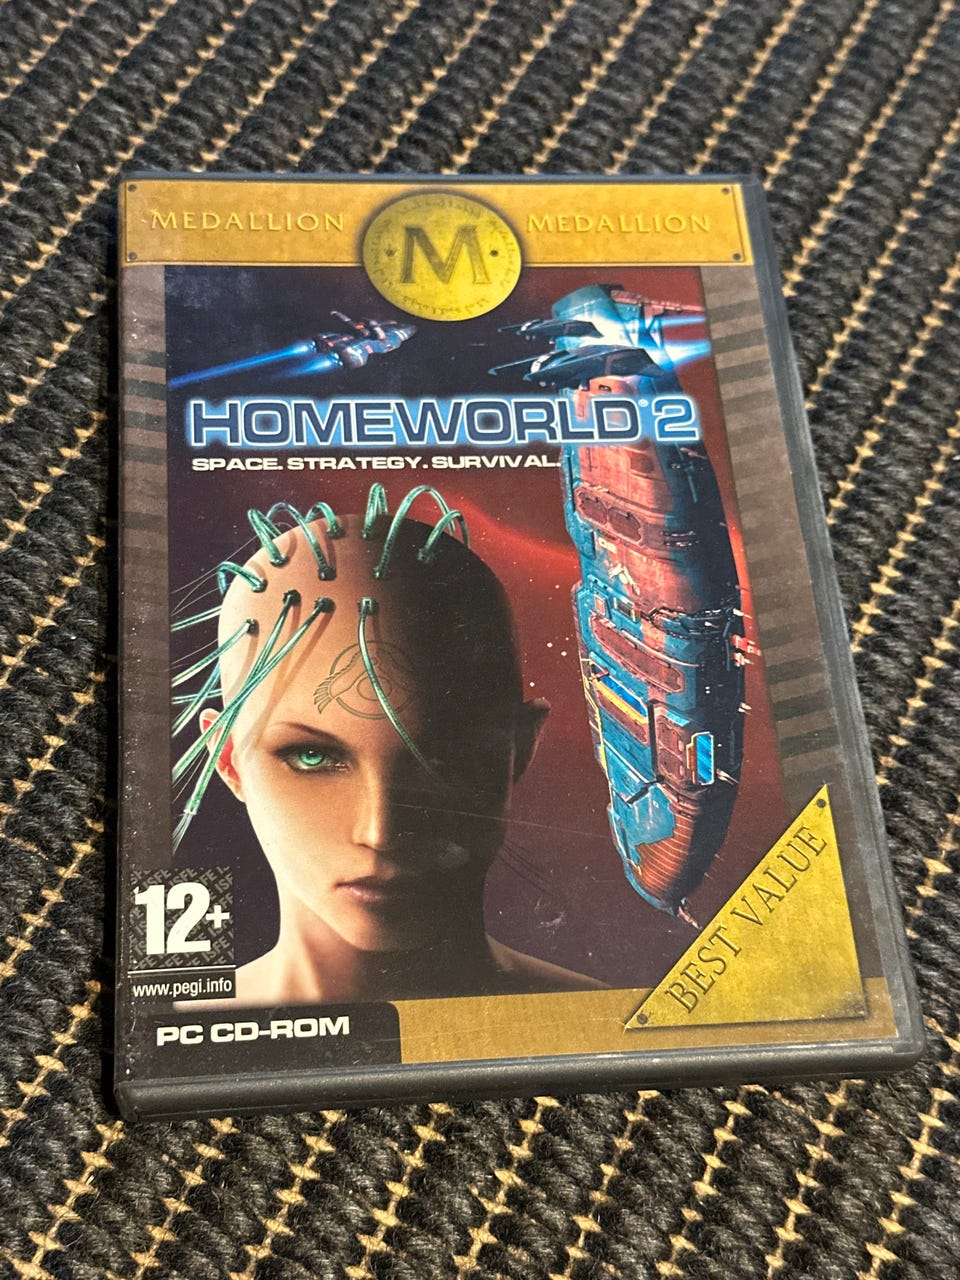 MEDALLION M MEDALLION
HOMEWORLD® 2
SPACE. STRATEGY. SURVIVAL.
12+
www.pegi.info
BEST VALUE
PC CD-ROM